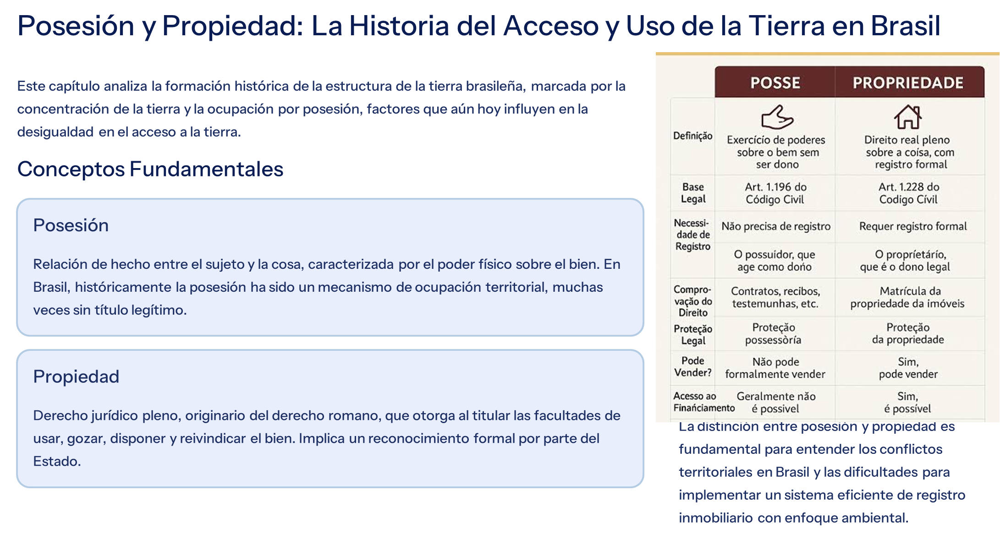 Posesión y Propiedad: La Historia del Acceso y Uso de la Tierra en Brasil
Este capítulo analiza la formación histórica de la estructura de la tierra brasileña, marcada por la
concentración de la tierra y la ocupación por posesión, factores que aún hoy influyen en la
desigualdad en el acceso a la tierra.
Conceptos Fundamentales
Posesión
Relación de hecho entre el sujeto y la cosa, caracterizada por el poder físico sobre el bien. En
Brasil, históricamente la posesión ha sido un mecanismo de ocupación territorial, muchas
veces sin título legítimo.
Propiedad
Derecho jurídico pleno, originario del derecho romano, que otorga al titular las facultades de
usar, gozar, disponer y reivindicar el bien. Implica un reconocimiento formal por parte del
Estado.
POSSE
PROPRIEDADE
Definição
Exercício de poderes
sobre o bem sem
ser dono
Direito real pleno
sobre a coísa, com
registro formal
Base
Legal
Art. 1.196 do
Código Civil
Art. 1.228 do
Codigo Cívil
Necessi-
dade de
Registro
Não precisa de registro
Requer registro formal
O possuídor, que
age como dońo
O propríetárío,
que é o dono legal
Compro-
vação do
Direito
Contratos, recibos,
testemunhas, etc.
Matrícula da
propriedade da imóveis
Proteção
Legal
Proteção
possessòría
Proteção
da propriedade
Pode
Vender?
Não pode
formalmente vender
Sim,
pode vender
Acesso ao
Finańciamento
Geralmente não
é possivel
Sim,
é possível
La distinción entre posesión y propiedad es
fundamental para entender los conflictos
territoriales en Brasil y las dificultades para
implementar un sistema eficiente de registro
inmobiliario con enfoque ambiental.